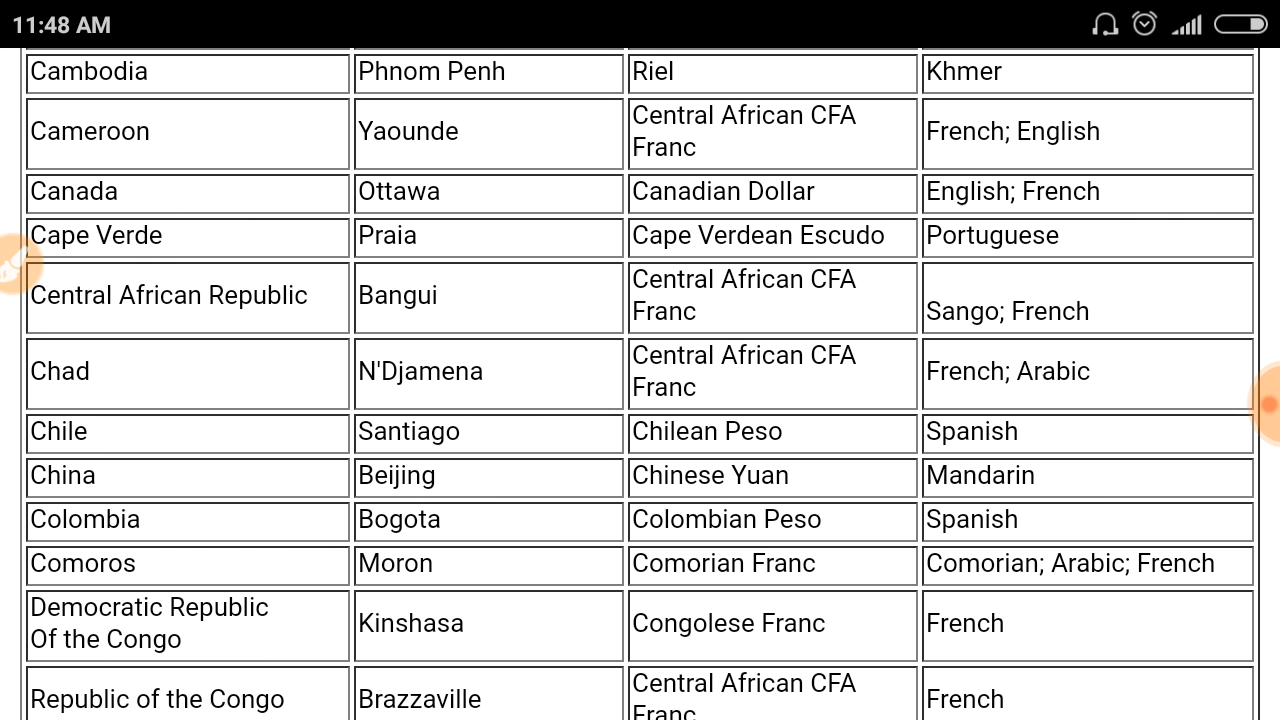 11:48 AM
Cambodia Phnom Penh Riel Khmer
Cameroon Yaounde Central African CFA
Franc French; English
Canada Ottawa Canadian Dollar English; French
Cape Verde Praia Cape Verdean Escudo Portuguese
Central African Republic Bangui Central African CFA
Franc Sango; French
Chad N'Djamena Central African CFA
Franc French; Arabic
Chile Santiago Chilean Peso Spanish
China Beijing Chinese Yuan Mandarin
Colombia Bogota Colombian Peso Spanish
Comoros Moron Comorian Franc Comorian; Arabic; French
Democratic Republic
Of the Congo Kinshasa Congolese Franc French
Republic of the Congo Brazzaville Central African CFA
Franc French